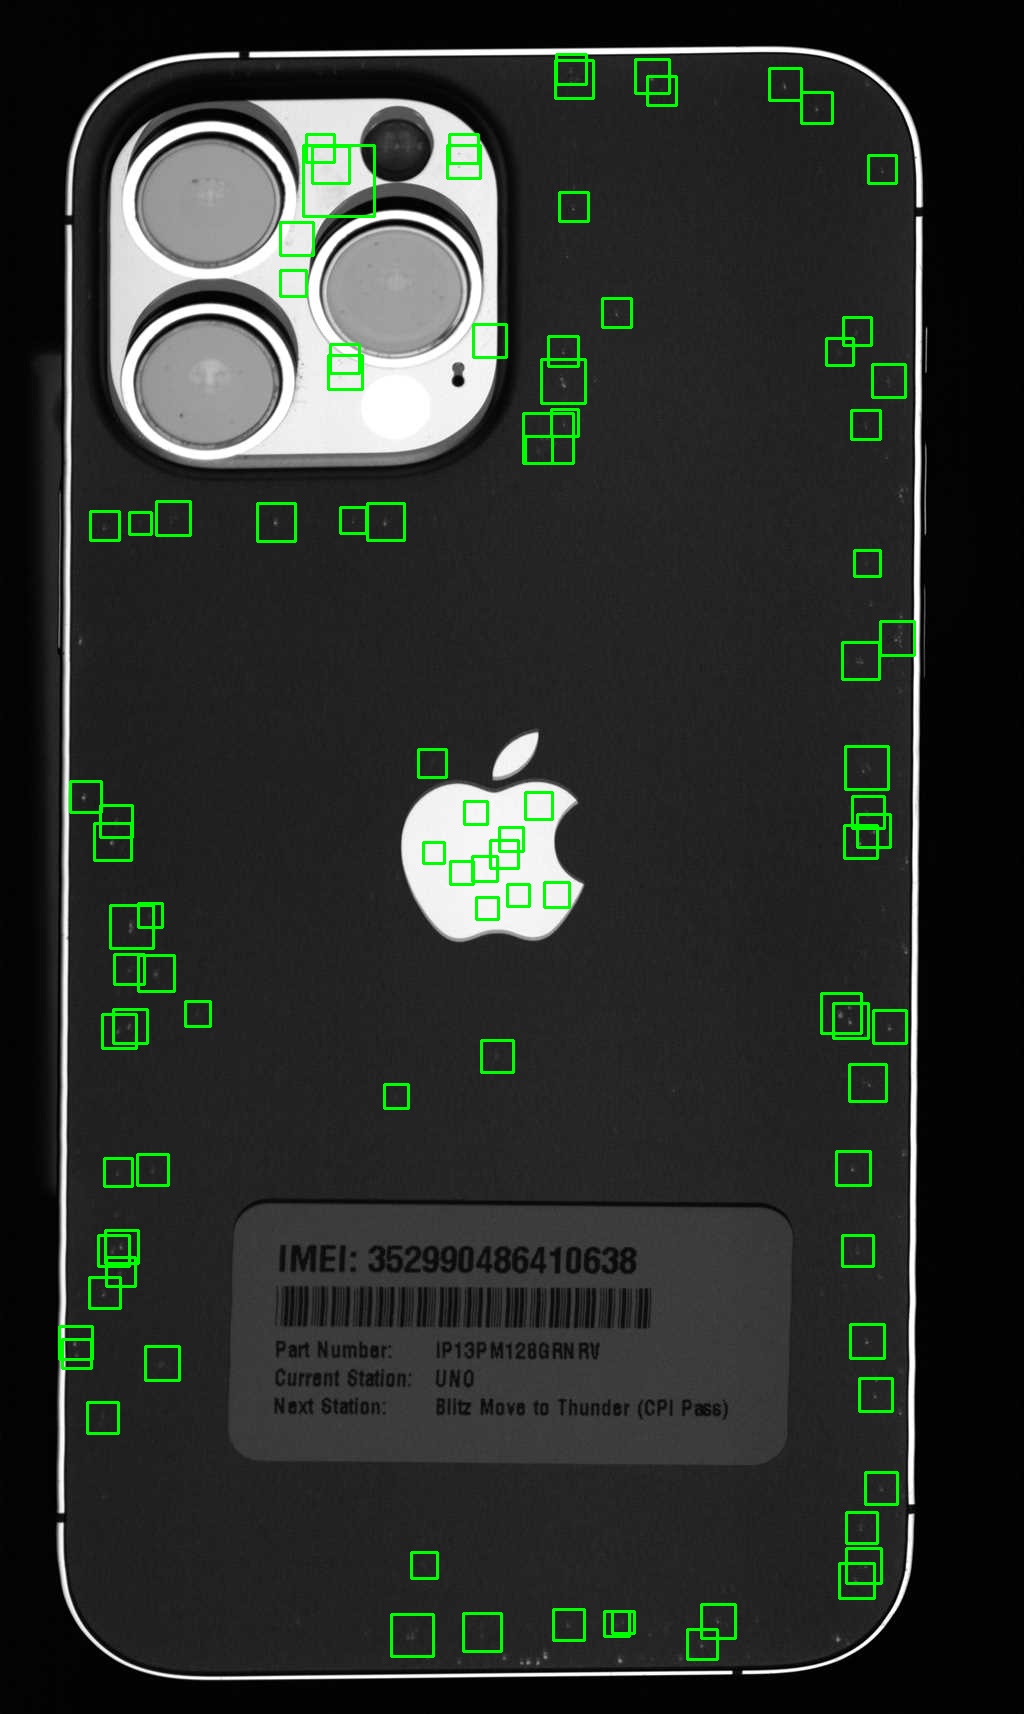 IMEI: 352990486410638
Part Number: IP13PM128GRNRV
Current Station: UNO
Next Station: Blitz Move to Thunder (CPI Pass)